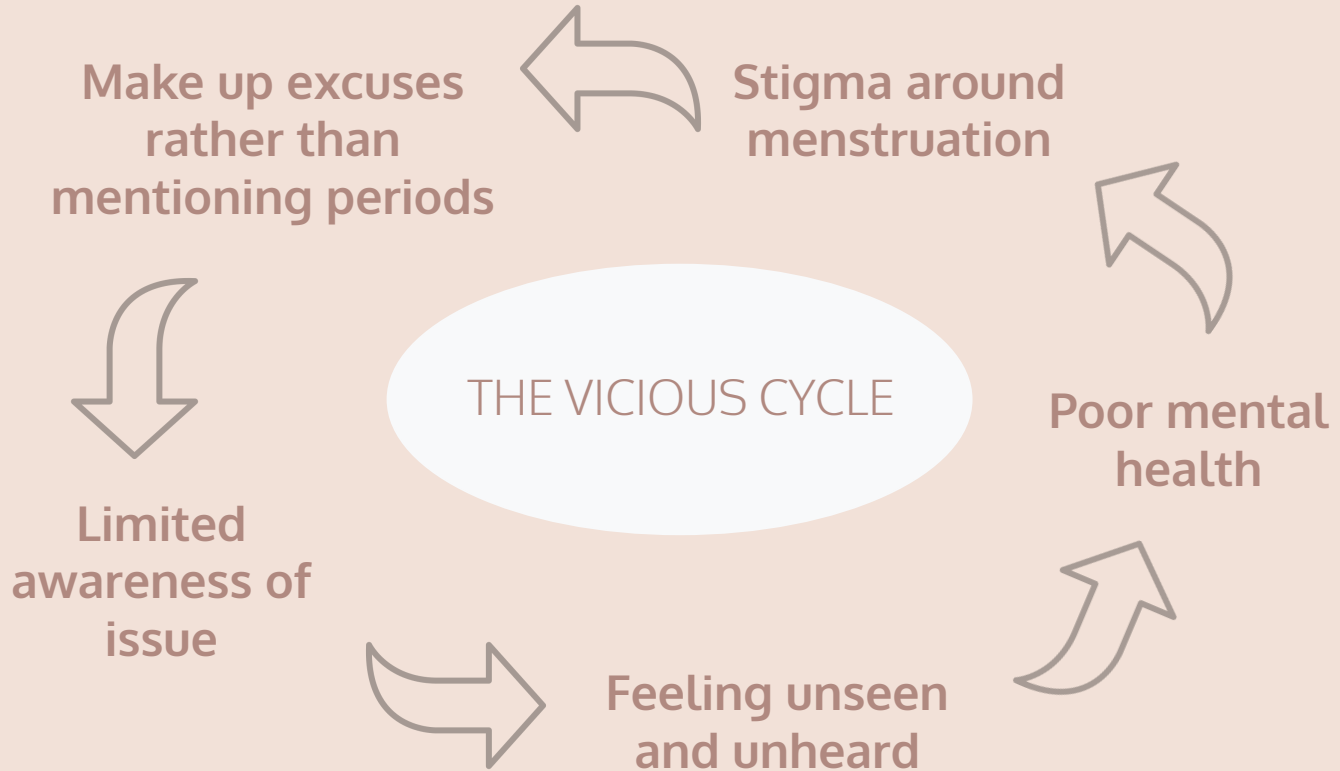 Make up excuses
rather than
mentioning periods
Stigma around
menstruation
THE VICIOUS CYCLE
Poor mental
health
Limited
awareness of
issue
Feeling unseen
and unheard